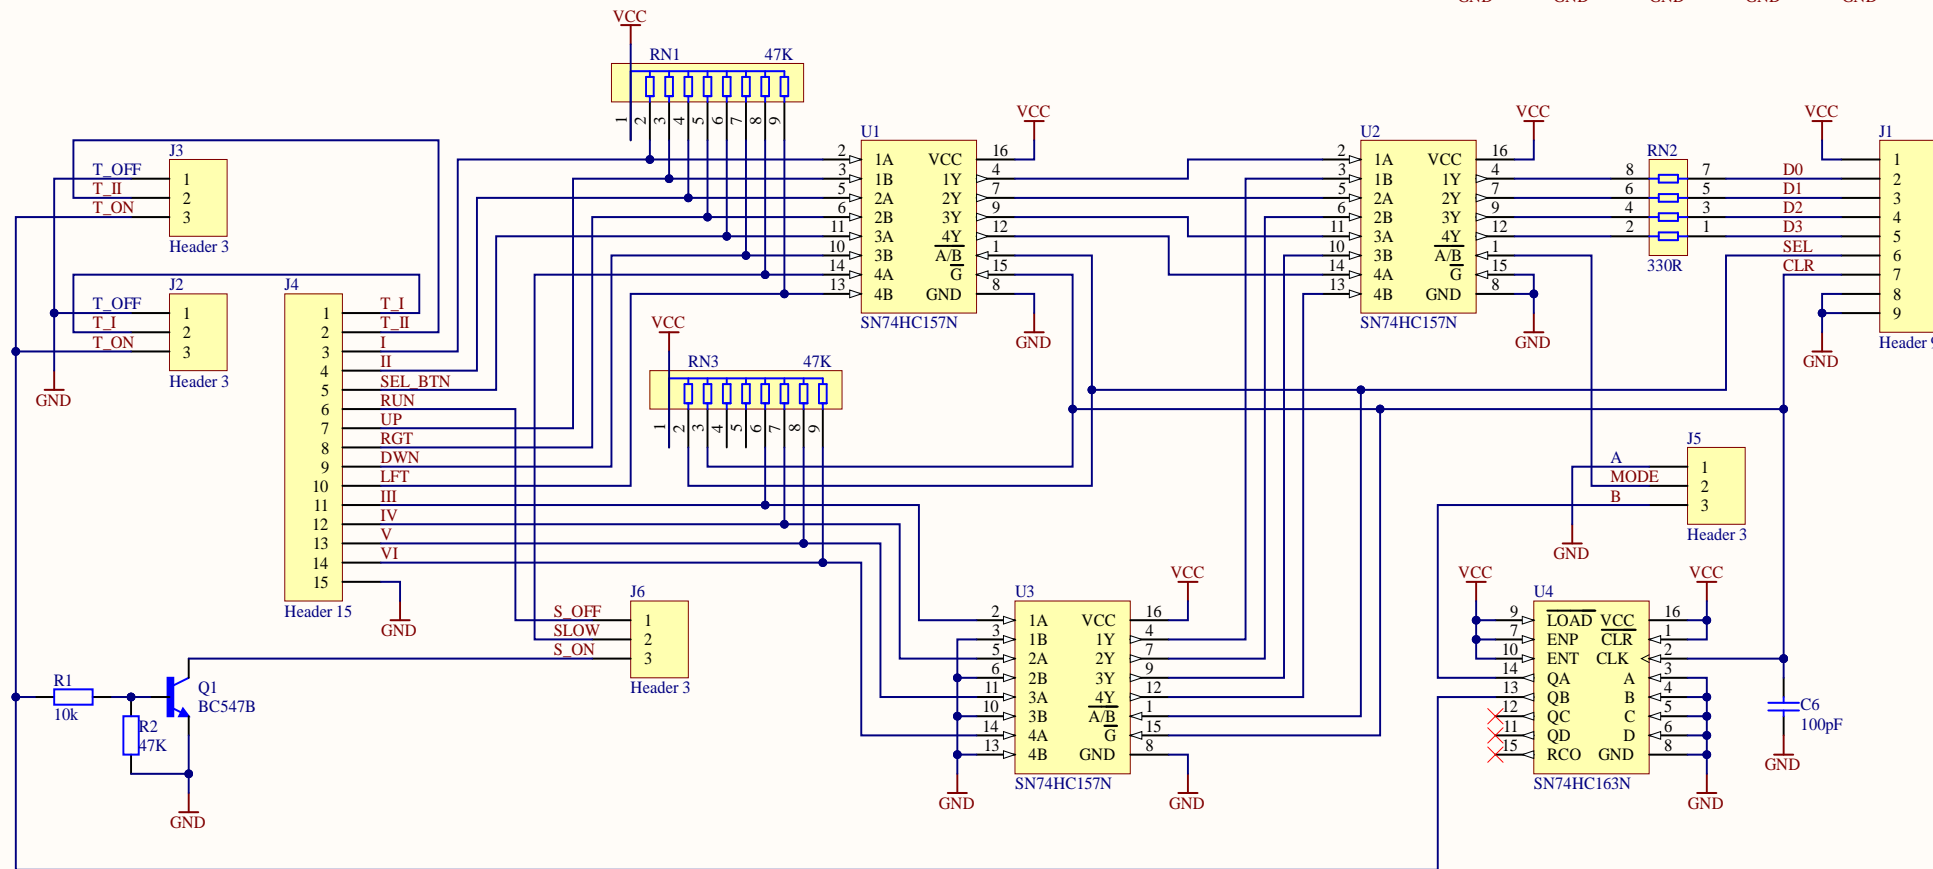 GND GND GND GND GND
VCC
RN1 47K
1 2 3 4 5 6 7 8 9
VCC VCC VCC
J3
T_OFF 1
T_II 2
T_ON 3
Header 3
U1
2 1A VCC 16
3 1B 1Y 4
5 2A 2Y 7
6 2B 3Y 9
11 3A 4Y 12
10 3B A/B 1
14 4A G 15
13 4B GND 8
SN74HC157N
GND
U2
2 1A VCC 16
3 1B 1Y 4
5 2A 2Y 7
6 2B 3Y 9
11 3A 4Y 12
10 3B A/B 1
14 4A G 15
13 4B GND 8
SN74HC157N
GND
RN2
8 7
6 5
4 3
2 1
330R
J1
1
D0 2
D1 3
D2 4
D3 5
SEL 6
CLR 7
8
9
Header 9
GND
J2
T_OFF 1
T_I 2
T_ON 3
Header 3
GND
J4
1 T_I
2 T_II
3 I
4 II
5 SEL_BTN
6 RUN
7 UP
8 RGT
9 DWN
10 LFT
11 III
12 IV
13 V
14 VI
15
Header 15
GND
VCC
RN3 47K
1 2 3 4 5 6 7 8 9
J5
A 1
MODE 2
B 3
Header 3
GND
J6
S_OFF 1
SLOW 2
S_ON 3
Header 3
VCC
U3
2 1A VCC 16
3 1B 1Y 4
5 2A 2Y 7
6 2B 3Y 9
11 3A 4Y 12
10 3B A/B 1
14 4A G 15
13 4B GND 8
SN74HC157N
GND GND
VCC VCC
U4
9 LOAD VCC 16
7 ENP CLR 1
10 ENT CLK 2
14 QA A 3
13 QB B 4
12 QC C 5
11 QD D 6
15 RCO GND 8
SN74HC163N
GND
C6
100pF
GND
R1
10k
R2
47K
Q1
BC547B
GND